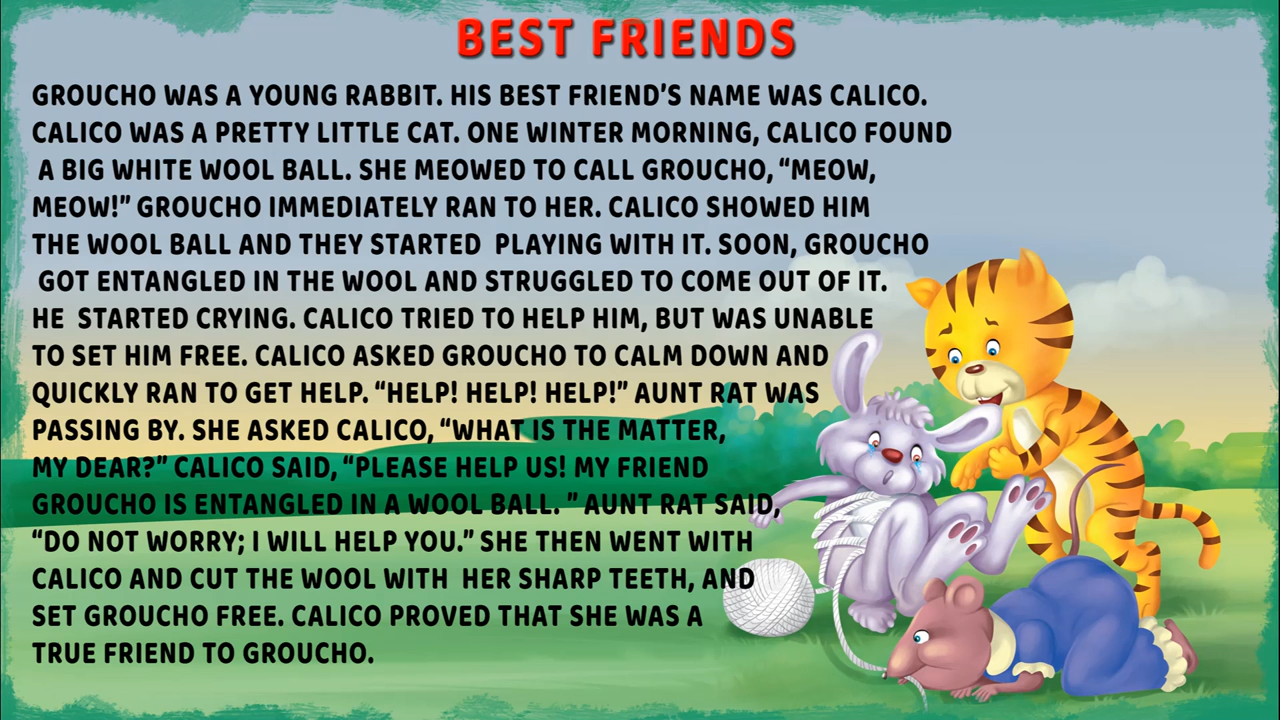 BEST FRIENDS
GROUCHO WAS A YOUNG RABBIT. HIS BEST FRIEND'S NAME WAS CALICO.
CALICO WAS A PRETTY LITTLE CAT. ONE WINTER MORNING, CALICO FOUND
A BIG WHITE WOOL BALL. SHE MEOWED TO CALL GROUCHO, “MEOW,
MEOW!” GROUCHO IMMEDIATELY RAN TO HER. CALICO SHOWED HIM
THE WOOL BALL AND THEY STARTED PLAYING WITH IT. SOON, GROUCHO
GOT ENTANGLED IN THE WOOL AND STRUGGLED TO COME OUT OF IT.
HE STARTED CRYING. CALICO TRIED TO HELP HIM, BUT WAS UNABLE
TO SET HIM FREE. CALICO ASKED GROUCHO TO CALM DOWN AND
QUICKLY RAN TO GET HELP. “HELP! HELP! HELP!” AUNT RAT WAS
PASSING BY. SHE ASKED CALICO, “WHAT IS THE MATTER,
MY DEAR?” CALICO SAID, “PLEASE HELP US! MY FRIEND
GROUCHO IS ENTANGLED IN A WOOL BALL. ” AUNT RAT SAID,
“DO NOT WORRY; I WILL HELP YOU.” SHE THEN WENT WITH
CALICO AND CUT THE WOOL WITH HER SHARP TEETH, AND
SET GROUCHO FREE. CALICO PROVED THAT SHE WAS A
TRUE FRIEND TO GROUCHO.